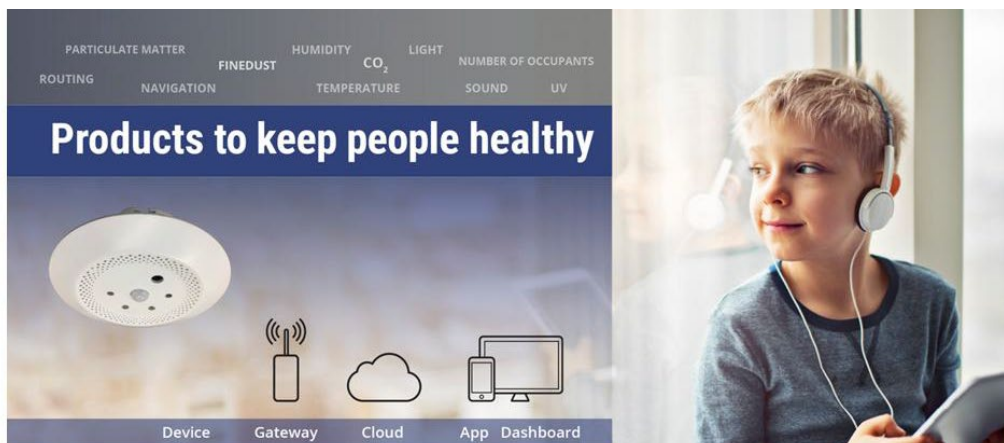 PARTICULATE MATTER HUMIDITY LIGHT
FINEDUST CO₂ NUMBER OF OCCUPANTS
ROUTING NAVIGATION TEMPERATURE SOUND UV
Products to keep people healthy
Device Gateway Cloud App Dashboard